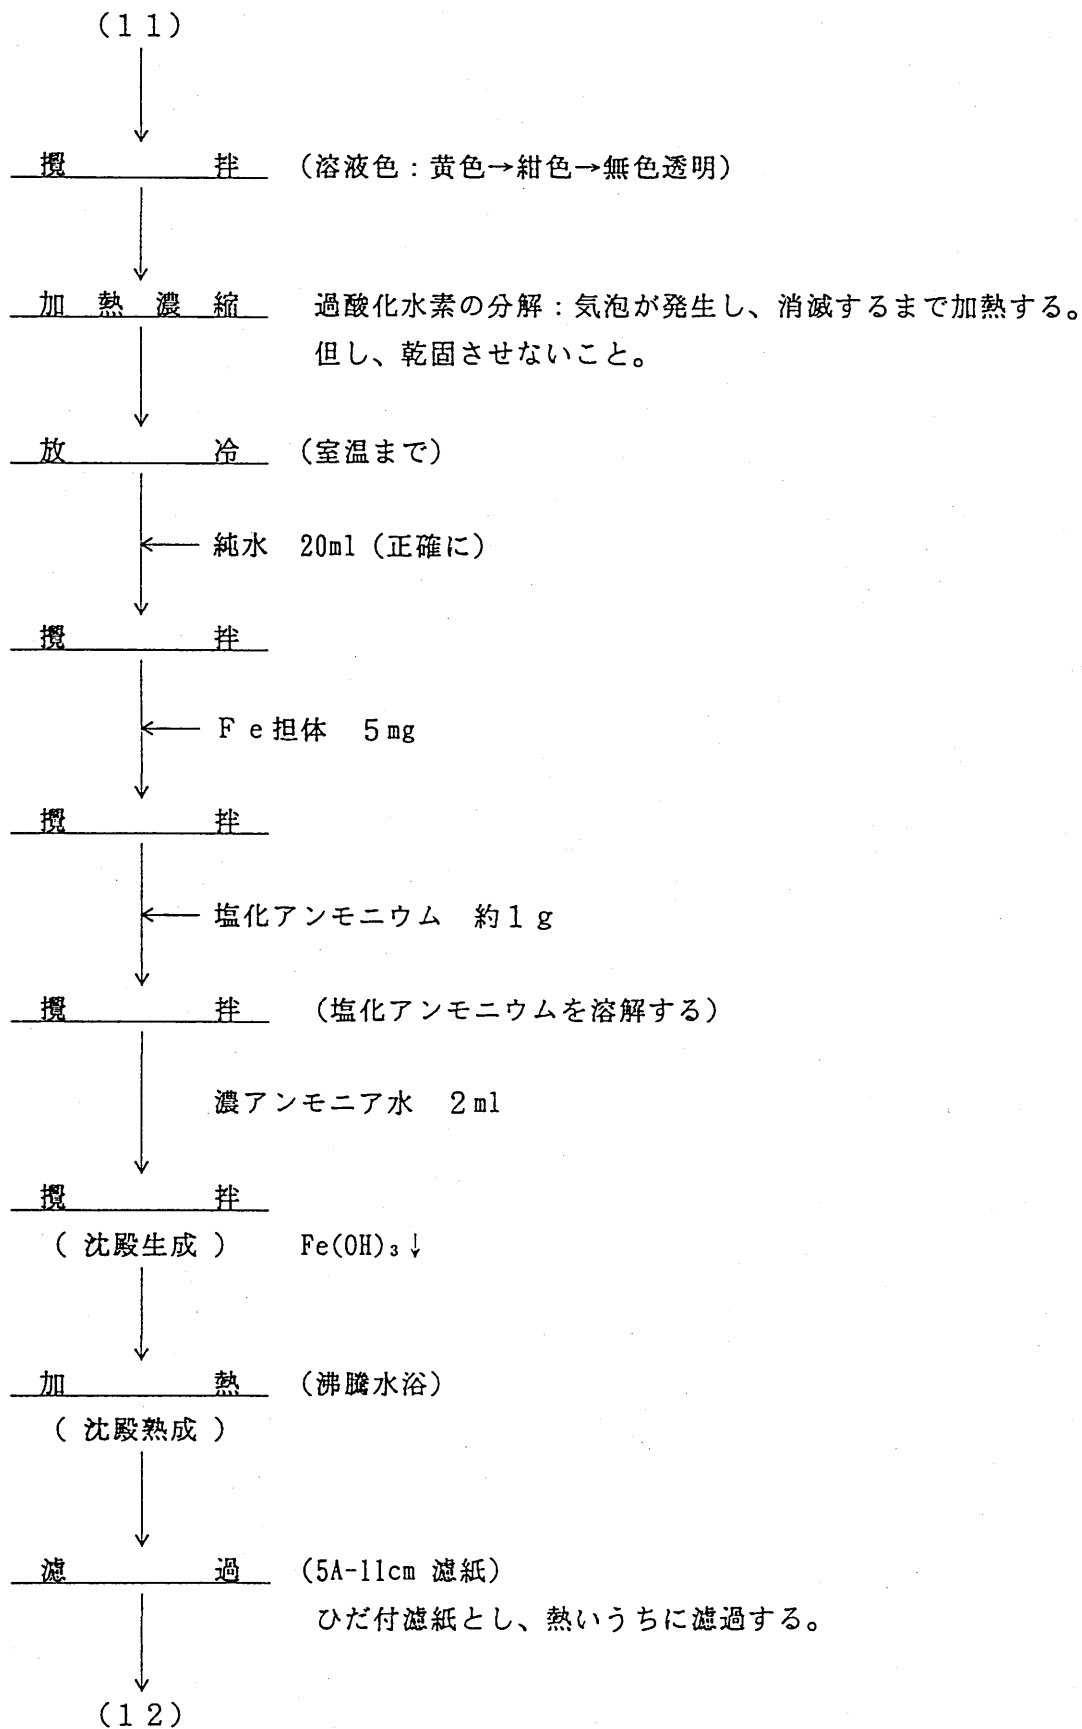 (11)
攪拌 (溶液色：黄色→紺色→無色透明)
加熱濃縮 過酸化水素の分解：気泡が発生し、消滅するまで加熱する。
但し、乾固させないこと。
放冷 (室温まで)
純水 20ml (正確に)
攪拌
Fe担体 5mg
攪拌
塩化アンモニウム 約1g
攪拌 (塩化アンモニウムを溶解する)
濃アンモニア水 2ml
攪拌
(沈殿生成) Fe(OH)₃↓
加熱 (沸騰水浴)
(沈殿熟成)
濾過 (5A-11cm 濾紙)
ひだ付濾紙とし、熱いうちに濾過する。
(12)